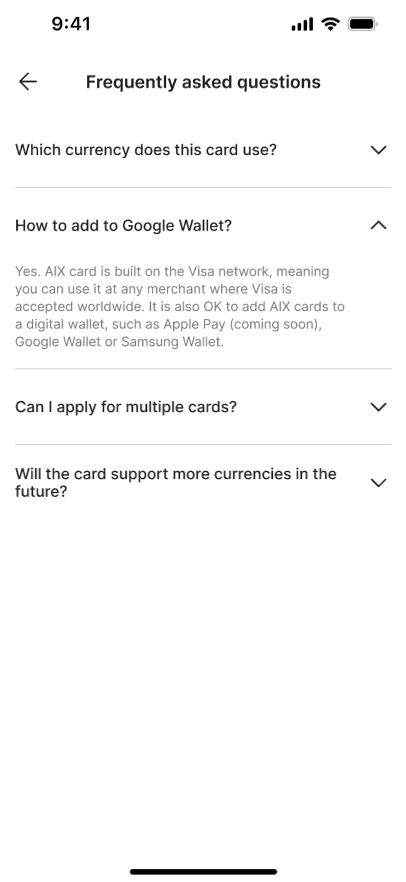 9:41
Frequently asked questions
Which currency does this card use?
How to add to Google Wallet?
Yes. AIX card is built on the Visa network, meaning
you can use it at any merchant where Visa is
accepted worldwide. It is also OK to add AIX cards to
a digital wallet, such as Apple Pay (coming soon),
Google Wallet or Samsung Wallet.
Can I apply for multiple cards?
Will the card support more currencies in the
future?